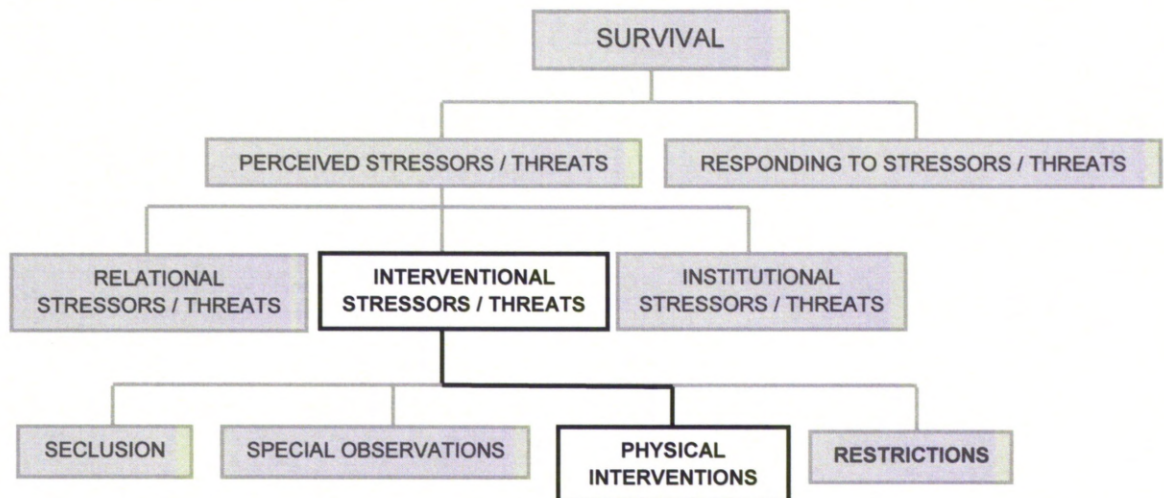 SURVIVAL
PERCEIVED STRESSORS / THREATS
RESPONDING TO STRESSORS / THREATS
RELATIONAL
STRESSORS / THREATS
INTERVENTIONAL
STRESSORS / THREATS
INSTITUTIONAL
STRESSORS / THREATS
SECLUSION
SPECIAL OBSERVATIONS
PHYSICAL
INTERVENTIONS
RESTRICTIONS